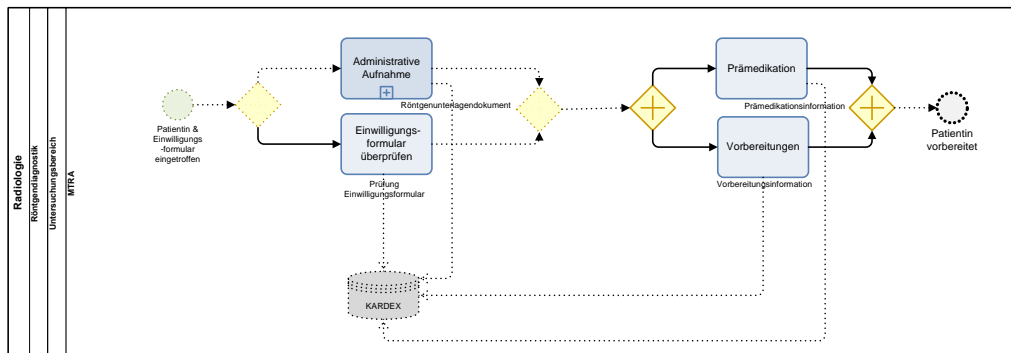 Radiologie
Röntgendiagnostik
Untersuchungsbereich
MTRA
Patientin &
Einwilligungs
-formular
eingetroffen
Administrative
Aufnahme
Röntgenunterlagendokument
Einwilligungs-
formular
überprüfen
Prüfung
Einwilligungsformular
KARDEX
Prämedikation
Prämedikationsinformation
Vorbereitungen
Vorbereitungsinformation
Patientin
vorbereitet